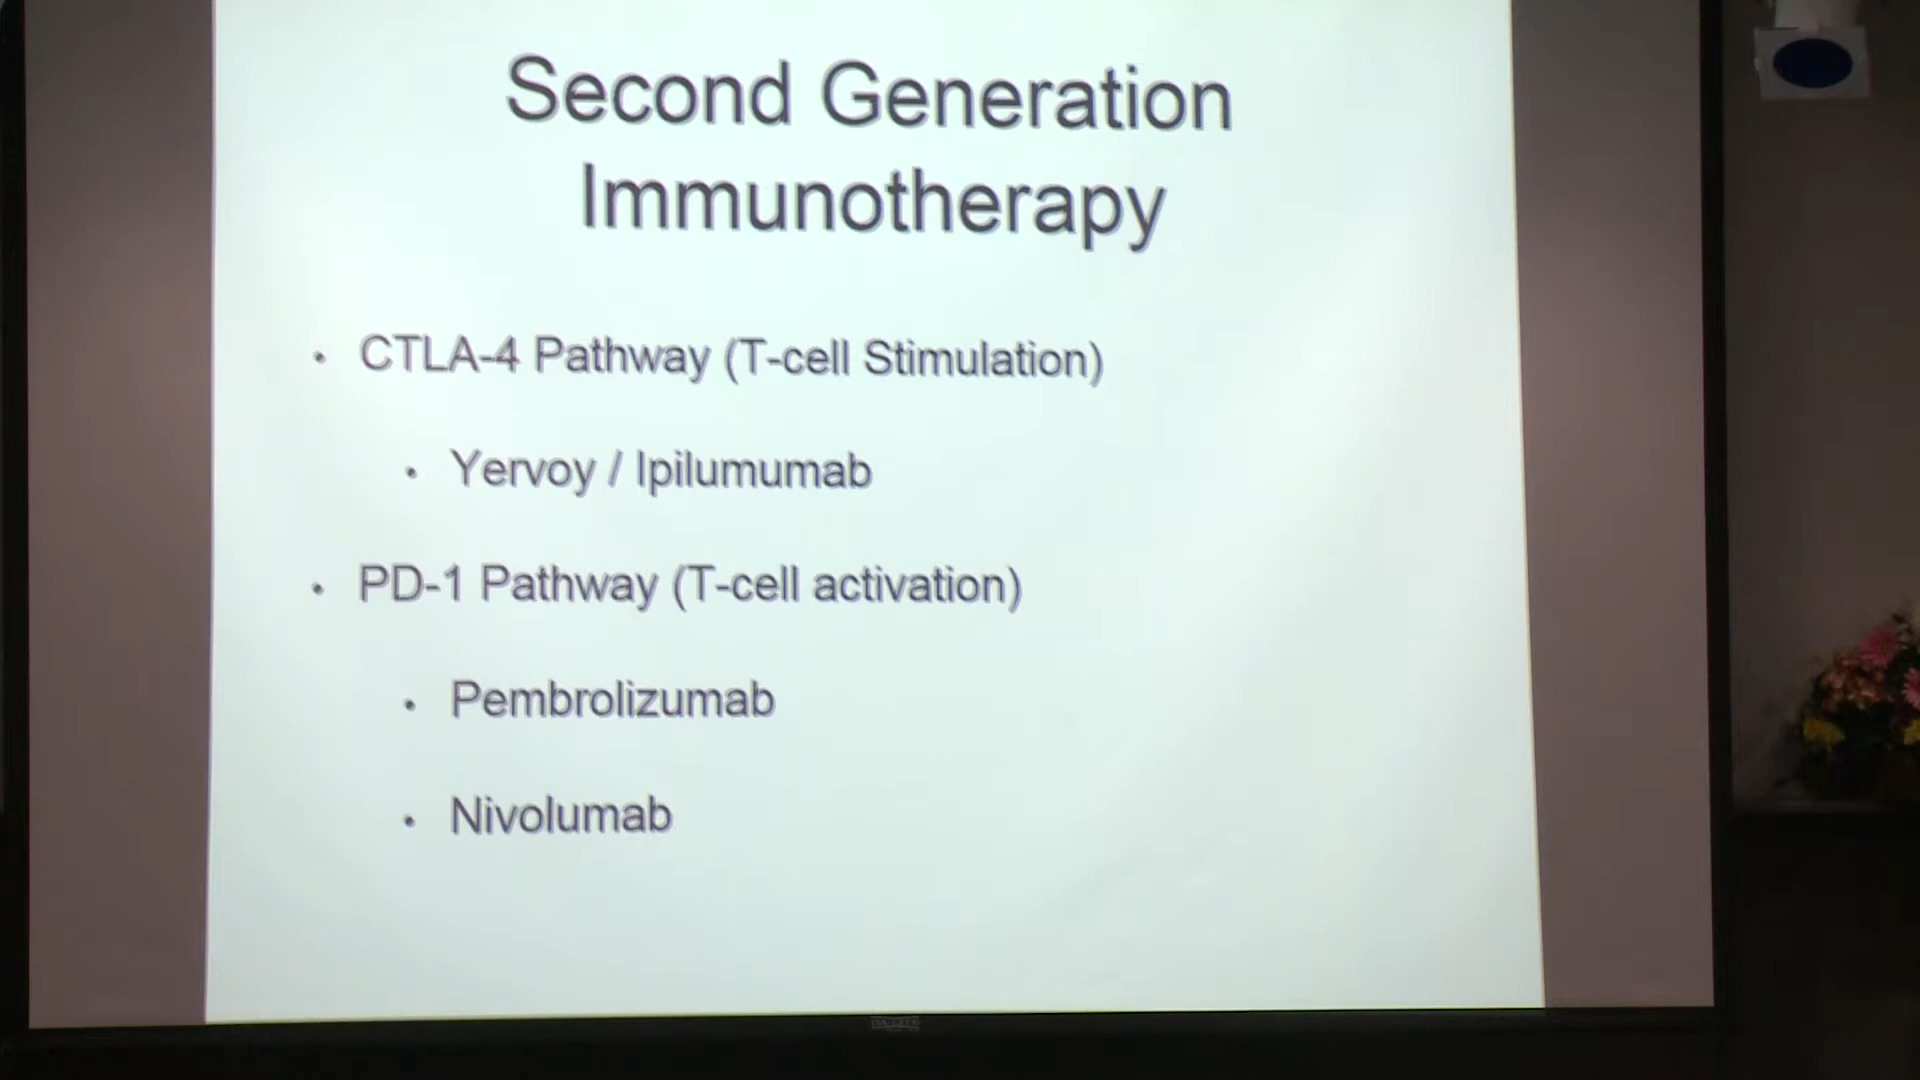 Second Generation
Immunotherapy
• CTLA-4 Pathway (T-cell Stimulation)
• Yervoy / Ipilumumab
• PD-1 Pathway (T-cell activation)
• Pembrolizumab
• Nivolumab